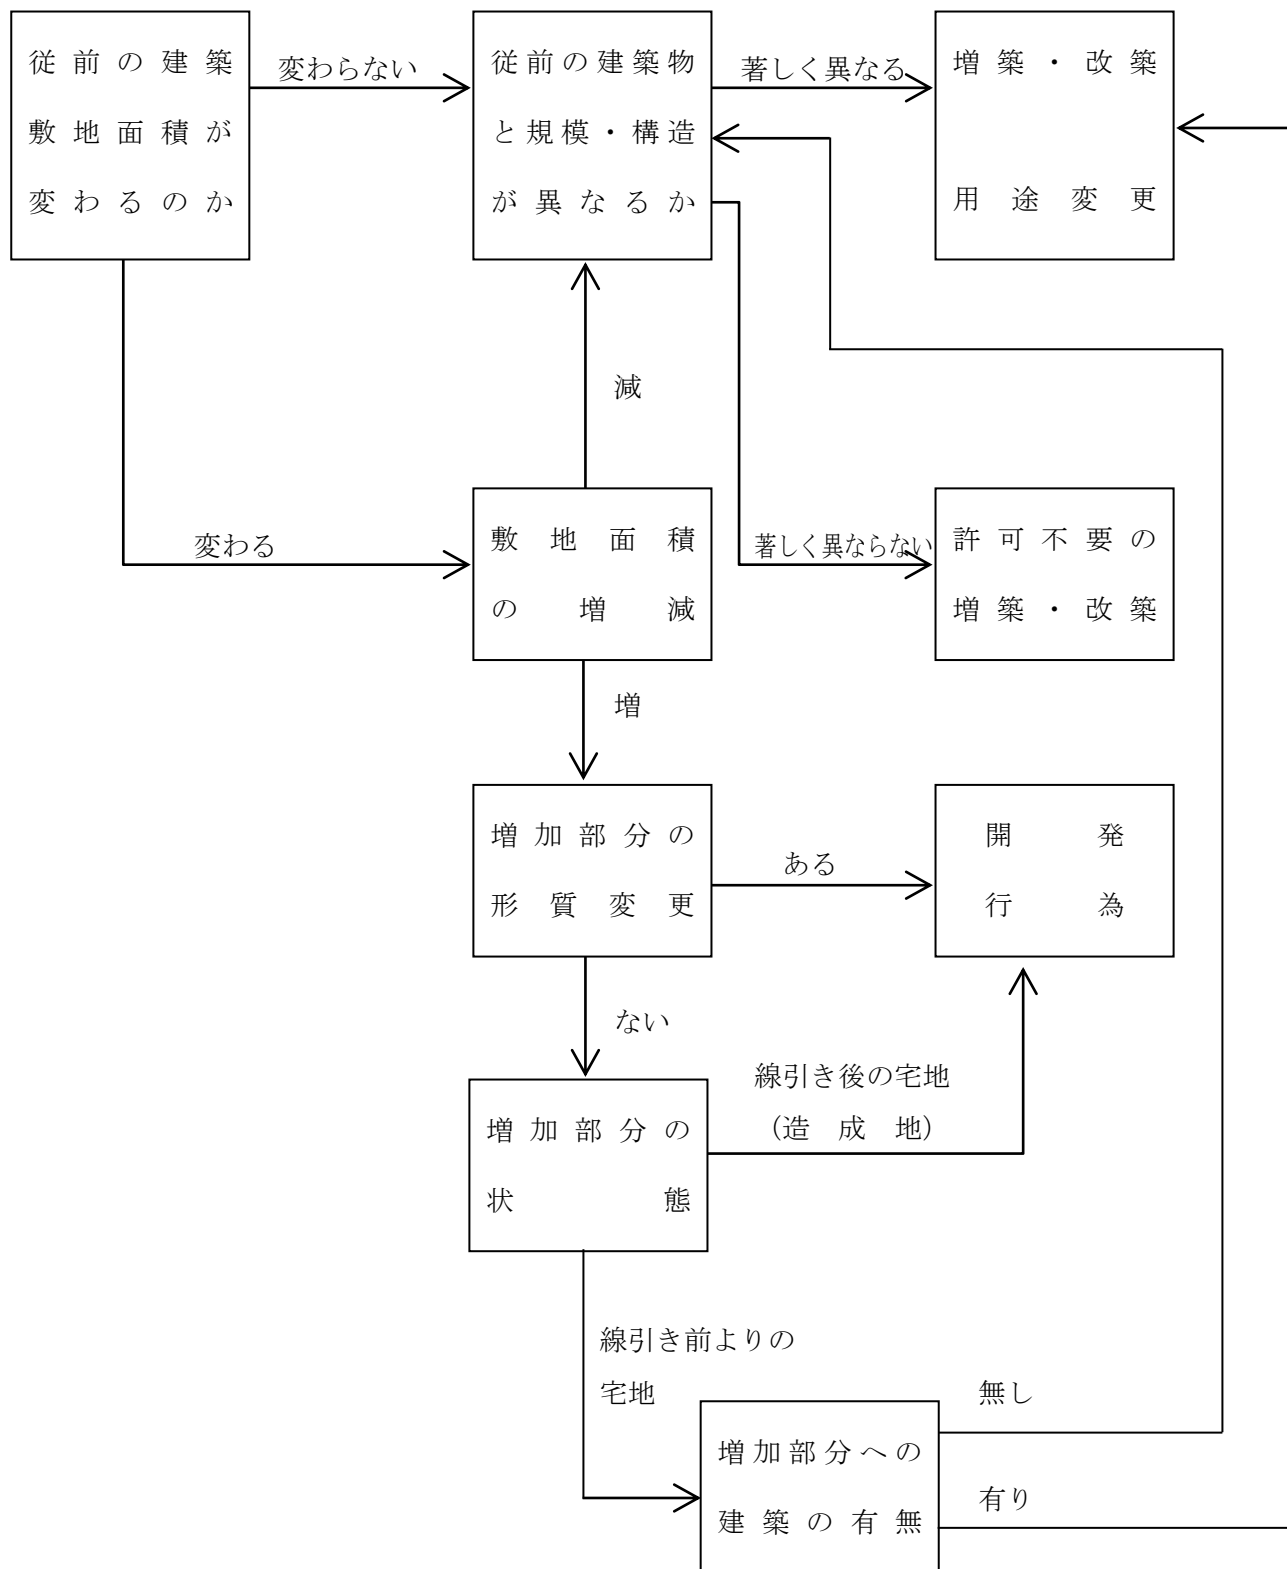 従前の建築
敷地面積が
変わるのか
変わらない
従前の建築物
と規模・構造
が異なるか
著しく異なる
増築・改築
用途変更
減
変わる
敷地面積
の増減
著しく異ならない
許可不要の
増築・改築
増
増加部分の
形質変更
ある
開発
行為
ない
増加部分の
状態
線引き後の宅地
（造成地）
線引き前よりの
宅地
増加部分への
建築の有無
無し
有り